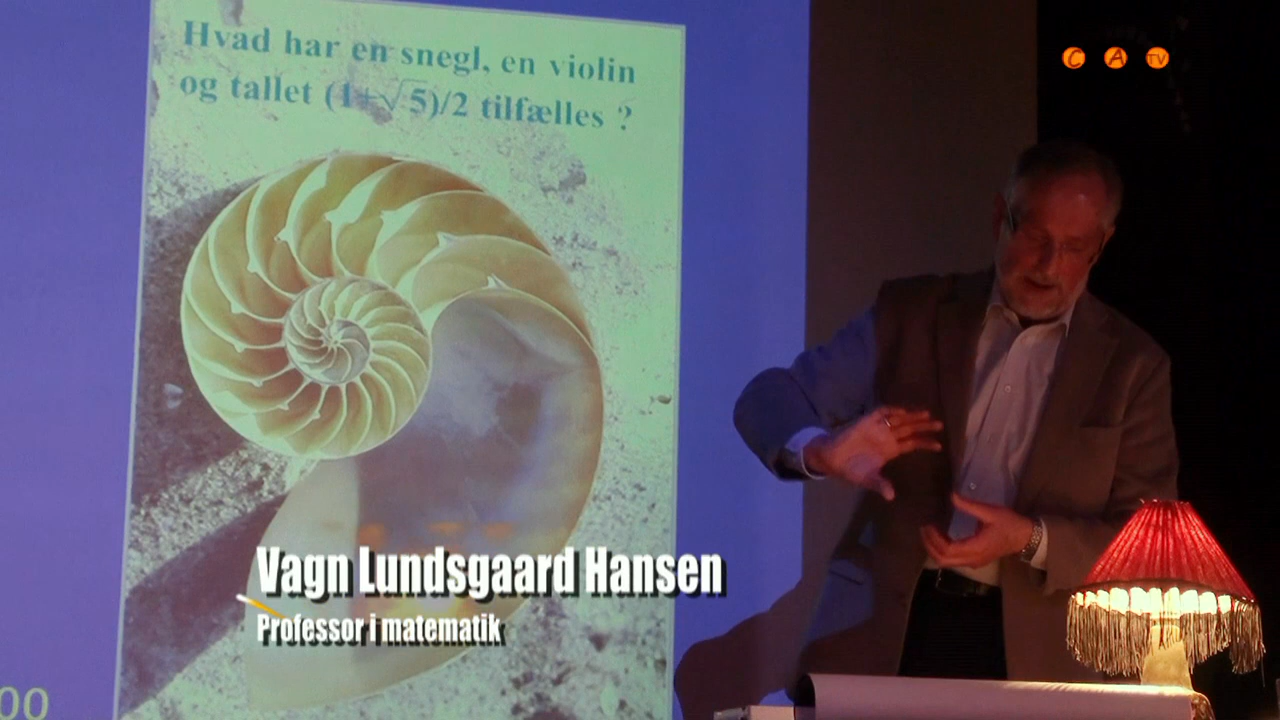 Hvad har en snegl, en violin
og tallet (1+√5)/2 tilfælles ?
C A TV
Vagn Lundsgaard Hansen
Professor i matematik
00